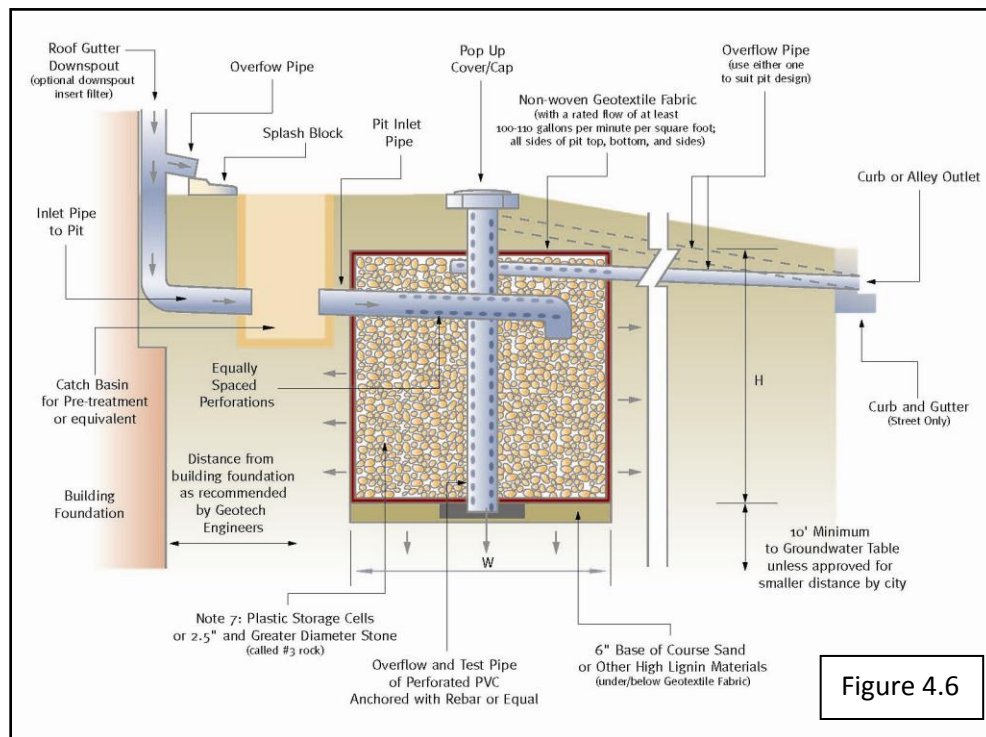 Roof Gutter
Downspout
(optional downspout
insert filter)
Overfow Pipe
Splash Block
Pit Inlet
Pipe
Pop Up
Cover/Cap
Non-woven Geotextile Fabric
(with a rated flow of at least
100-110 gallons per minute per square foot;
all sides of pit top, bottom, and sides)
Overflow Pipe
(use either one
to suit pit design)
Curb or Alley Outlet
Inlet Pipe
to Pit
Catch Basin
for Pre-treatment
or equivalent
Equally
Spaced
Perforations
H
Curb and Gutter
(Street Only)
Building
Foundation
Distance from
building foundation
as recommended
by Geotech
Engineers
W
10' Minimum
to Groundwater Table
unless approved for
smaller distance by city
Note 7: Plastic Storage Cells
or 2.5" and Greater Diameter Stone
(called #3 rock)
Overflow and Test Pipe
of Perforated PVC
Anchored with Rebar or Equal
6" Base of Course Sand
or Other High Lignin Materials
(under/below Geotextile Fabric)
Figure 4.6